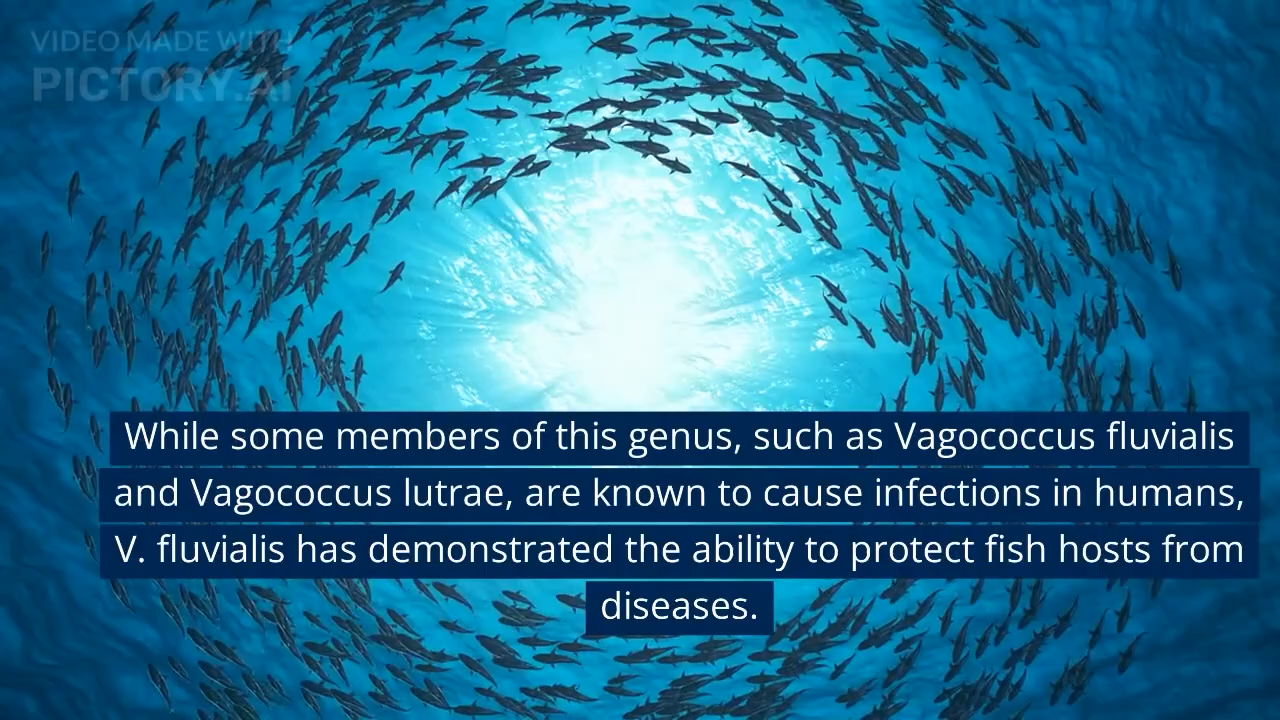 VIDEO MADE WITH
PICTORY.AI
While some members of this genus, such as Vagococcus fluvialis
and Vagococcus lutrae, are known to cause infections in humans,
V. fluvialis has demonstrated the ability to protect fish hosts from
diseases.